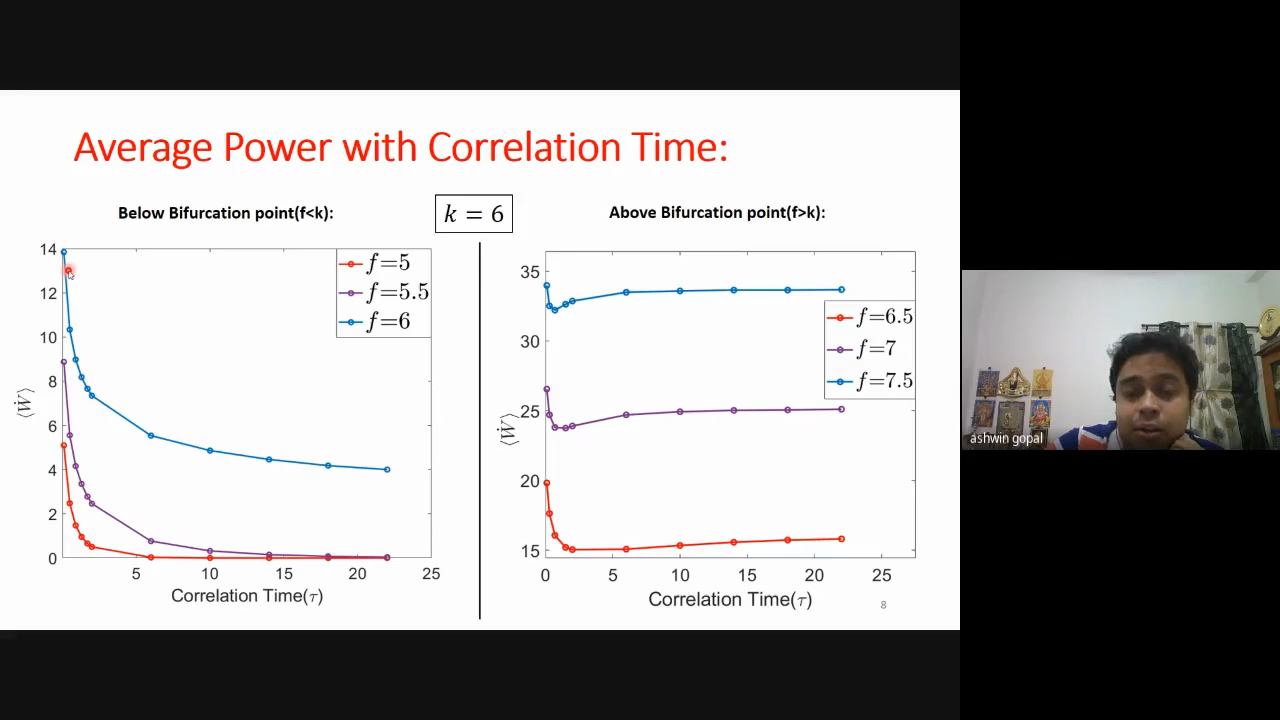 Average Power with Correlation Time:
Below Bifurcation point(f<k):
k = 6
Above Bifurcation point(f>k):
14
12
10
8
6
4
2
0
5
10
15
20
25
⟨Ẇ⟩
Correlation Time(τ)
f=5
f=5.5
f=6
35
30
25
20
15
0
5
10
15
20
25
⟨Ẇ⟩
Correlation Time(τ)
f=6.5
f=7
f=7.5
8
ashwin gopal